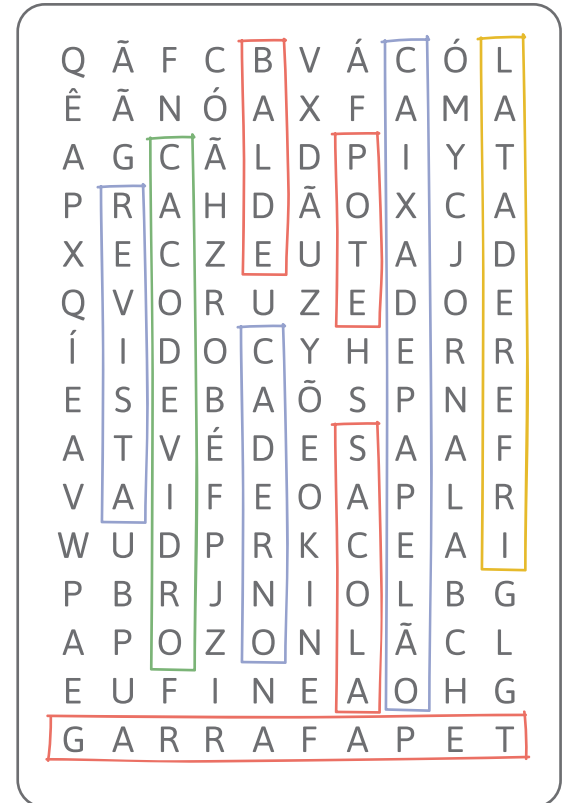 Q Ã F C B V Á C Ó L
Ê Ã N Ó A X F A M A
A G C Ã L D P I Y T
P R A H D Ã O X C A
X E C Z E U T A J D
Q V O R U Z E D O E
Í I D O C Y H E R R
E S E B A Õ S P N E
A T V É D E S A A F
V A I F E O A P L R
W U D P R K C E A I
P B R J N I O L B G
A P O Z O N L Ã C L
E U F I N E A O H G
G A R R A F A P E T